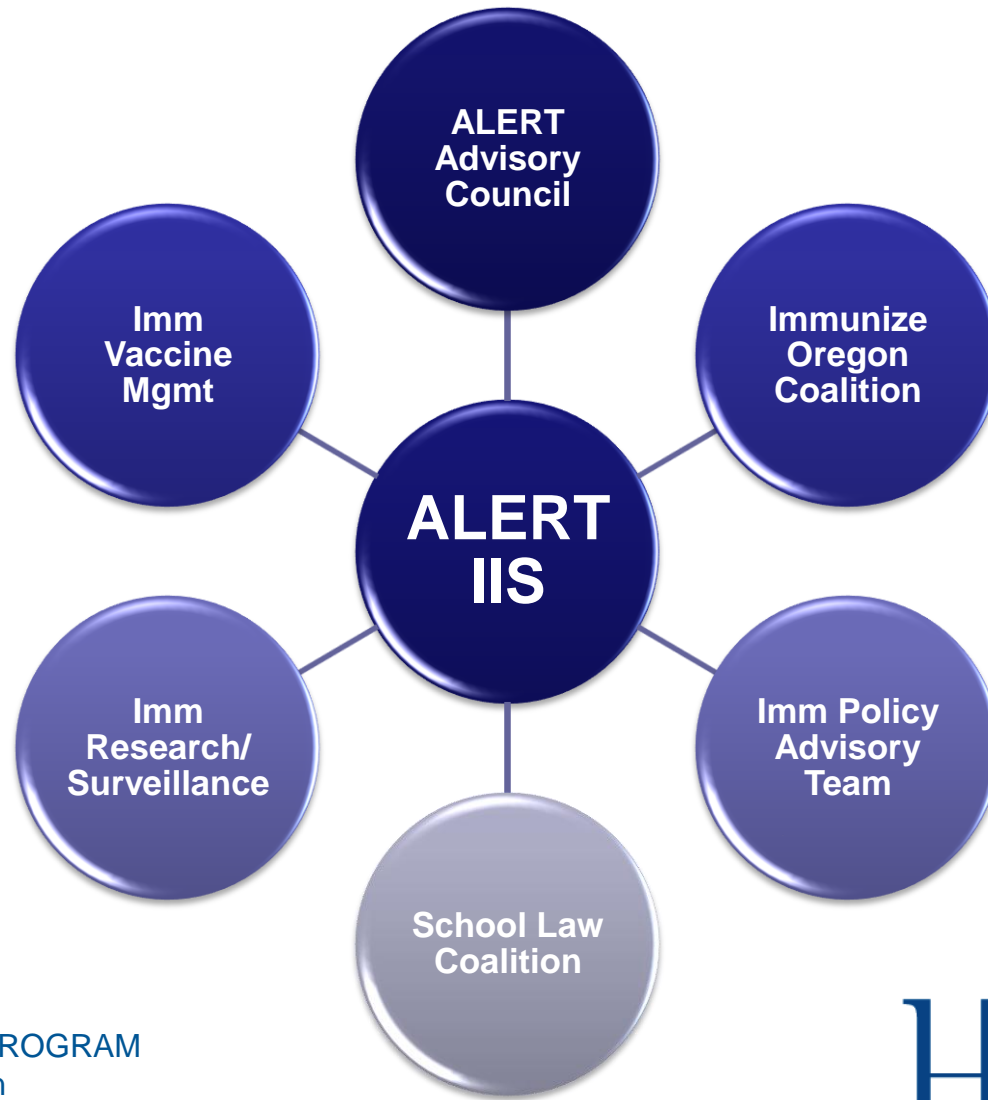 ALERT
Advisory
Council
Imm
Vaccine
Mgmt
Immunize
Oregon
Coalition
ALERT
IIS
Imm
Research/
Surveillance
Imm Policy
Advisory
Team
School Law
Coalition